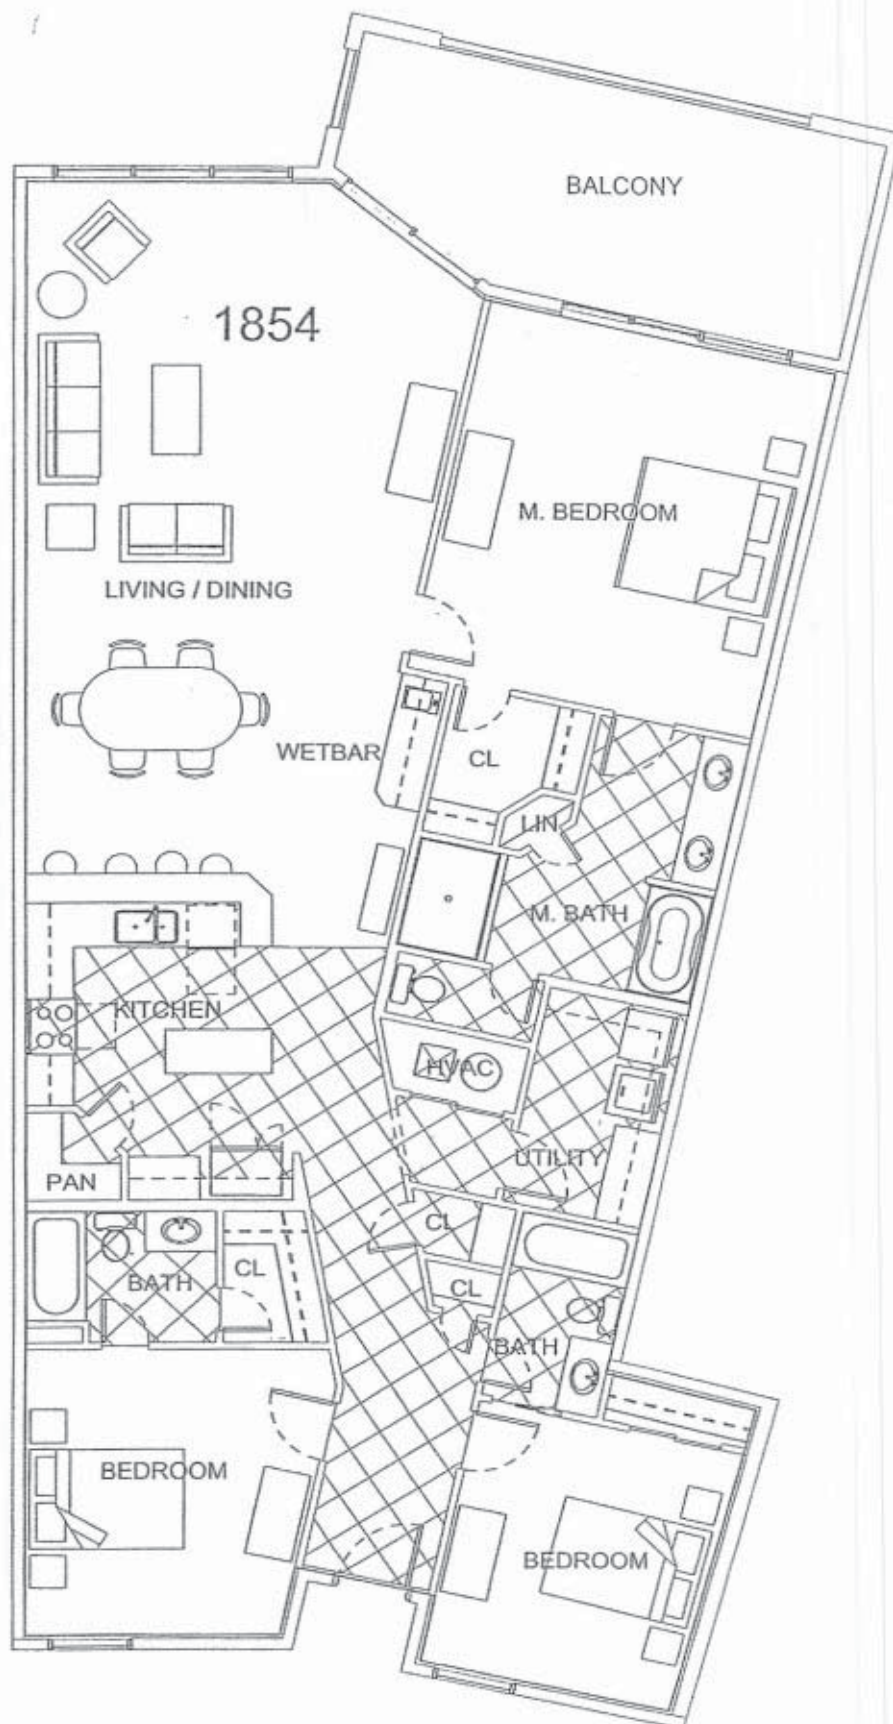 BALCONY
1854
M. BEDROOM
LIVING / DINING
WETBAR
CL
LIN
M. BATH
KITCHEN
HVAC
UTILITY
PAN
CL
BATH
CL
CL
BATH
BEDROOM
BEDROOM